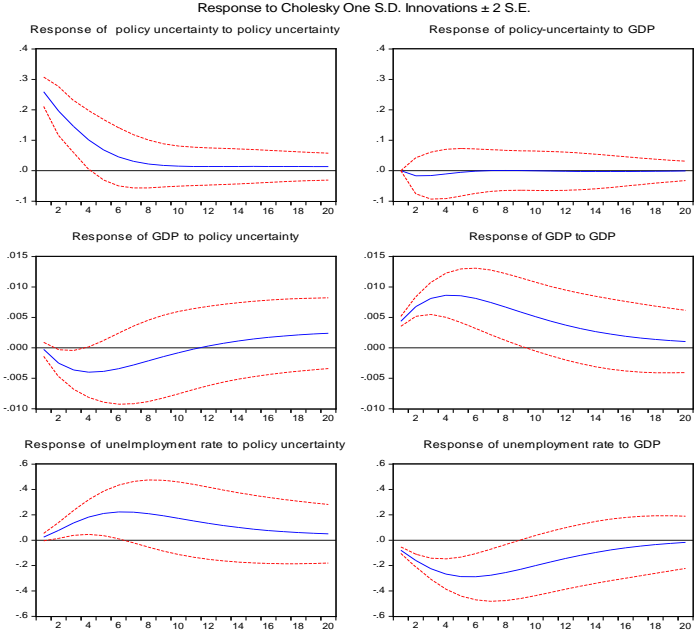 Response to Cholesky One S.D. Innovations ± 2 S.E.
Response of policy uncertainty to policy uncertainty
.4
.3
.2
.1
.0
-.1
2 4 6 8 10 12 14 16 18 20
Response of policy-uncertainty to GDP
.4
.3
.2
.1
.0
-.1
2 4 6 8 10 12 14 16 18 20
Response of GDP to policy uncertainty
.015
.010
.005
.000
-.005
-.010
2 4 6 8 10 12 14 16 18 20
Response of GDP to GDP
.015
.010
.005
.000
-.005
-.010
2 4 6 8 10 12 14 16 18 20
Response of unelmployment rate to policy uncertainty
.6
.4
.2
.0
-.2
-.4
-.6
2 4 6 8 10 12 14 16 18 20
Response of unemployment rate to GDP
.6
.4
.2
.0
-.2
-.4
-.6
2 4 6 8 10 12 14 16 18 20